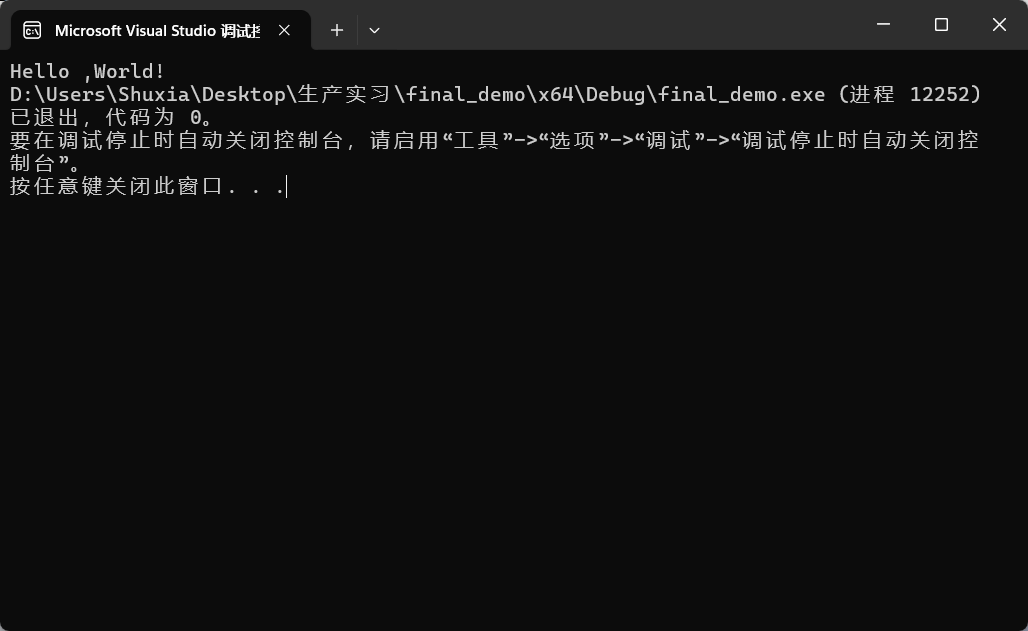 Microsoft Visual Studio 调试
Hello ,World!
D:\Users\Shuxia\Desktop\生产实习\final_demo\x64\Debug\final_demo.exe (进程 12252)
已退出，代码为 0。
要在调试停止时自动关闭控制台，请启用“工具”->“选项”->“调试”->“调试停止时自动关闭控
制台”。
按任意键关闭此窗口. . .